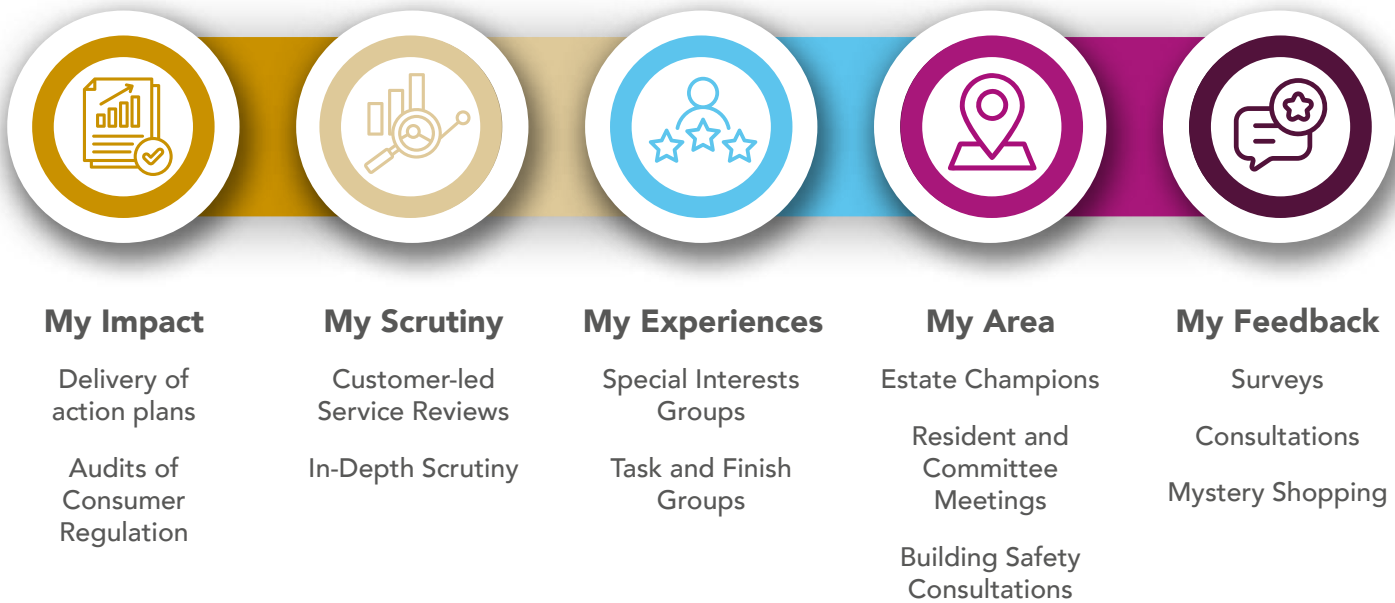 My Impact
Delivery of
action plans
Audits of
Consumer
Regulation
My Scrutiny
Customer-led
Service Reviews
In-Depth Scrutiny
My Experiences
Special Interests
Groups
Task and Finish
Groups
My Area
Estate Champions
Resident and
Committee
Meetings
Building Safety
Consultations
My Feedback
Surveys
Consultations
Mystery Shopping